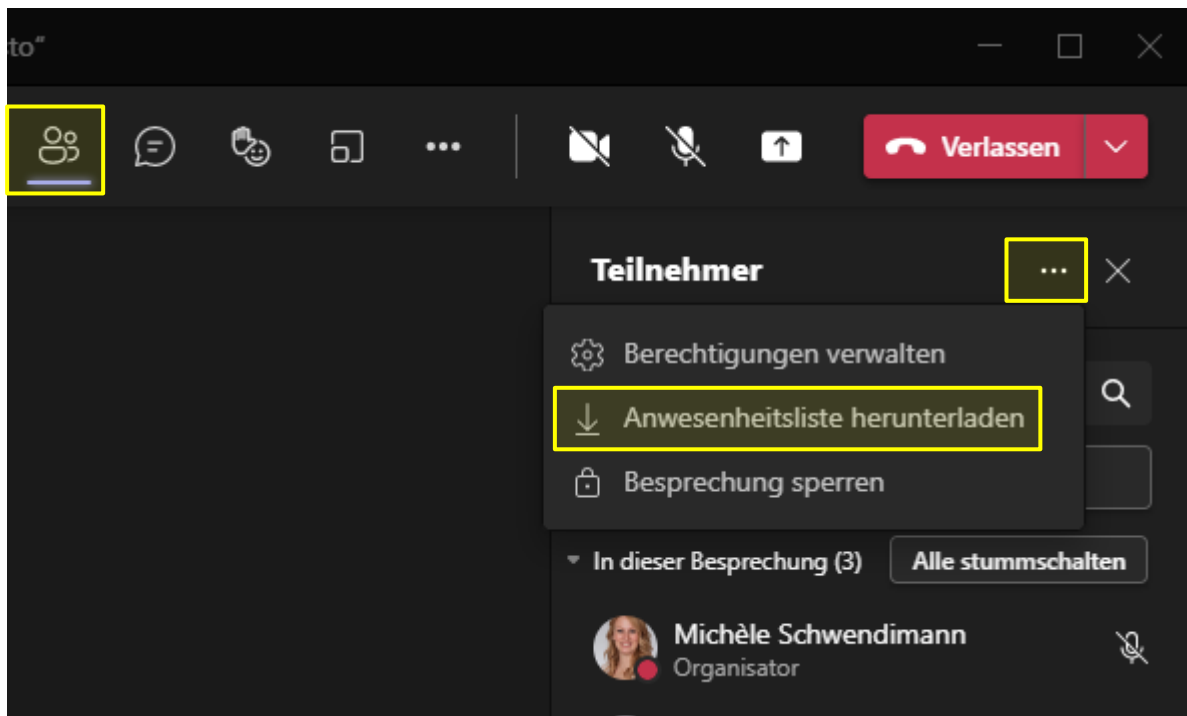 to“
Verlassen
Teilnehmer
Berechtigungen verwalten
Anwesenheitsliste herunterladen
Besprechung sperren
In dieser Besprechung (3) Alle stummschalten
Michèle Schwendimann
Organisator